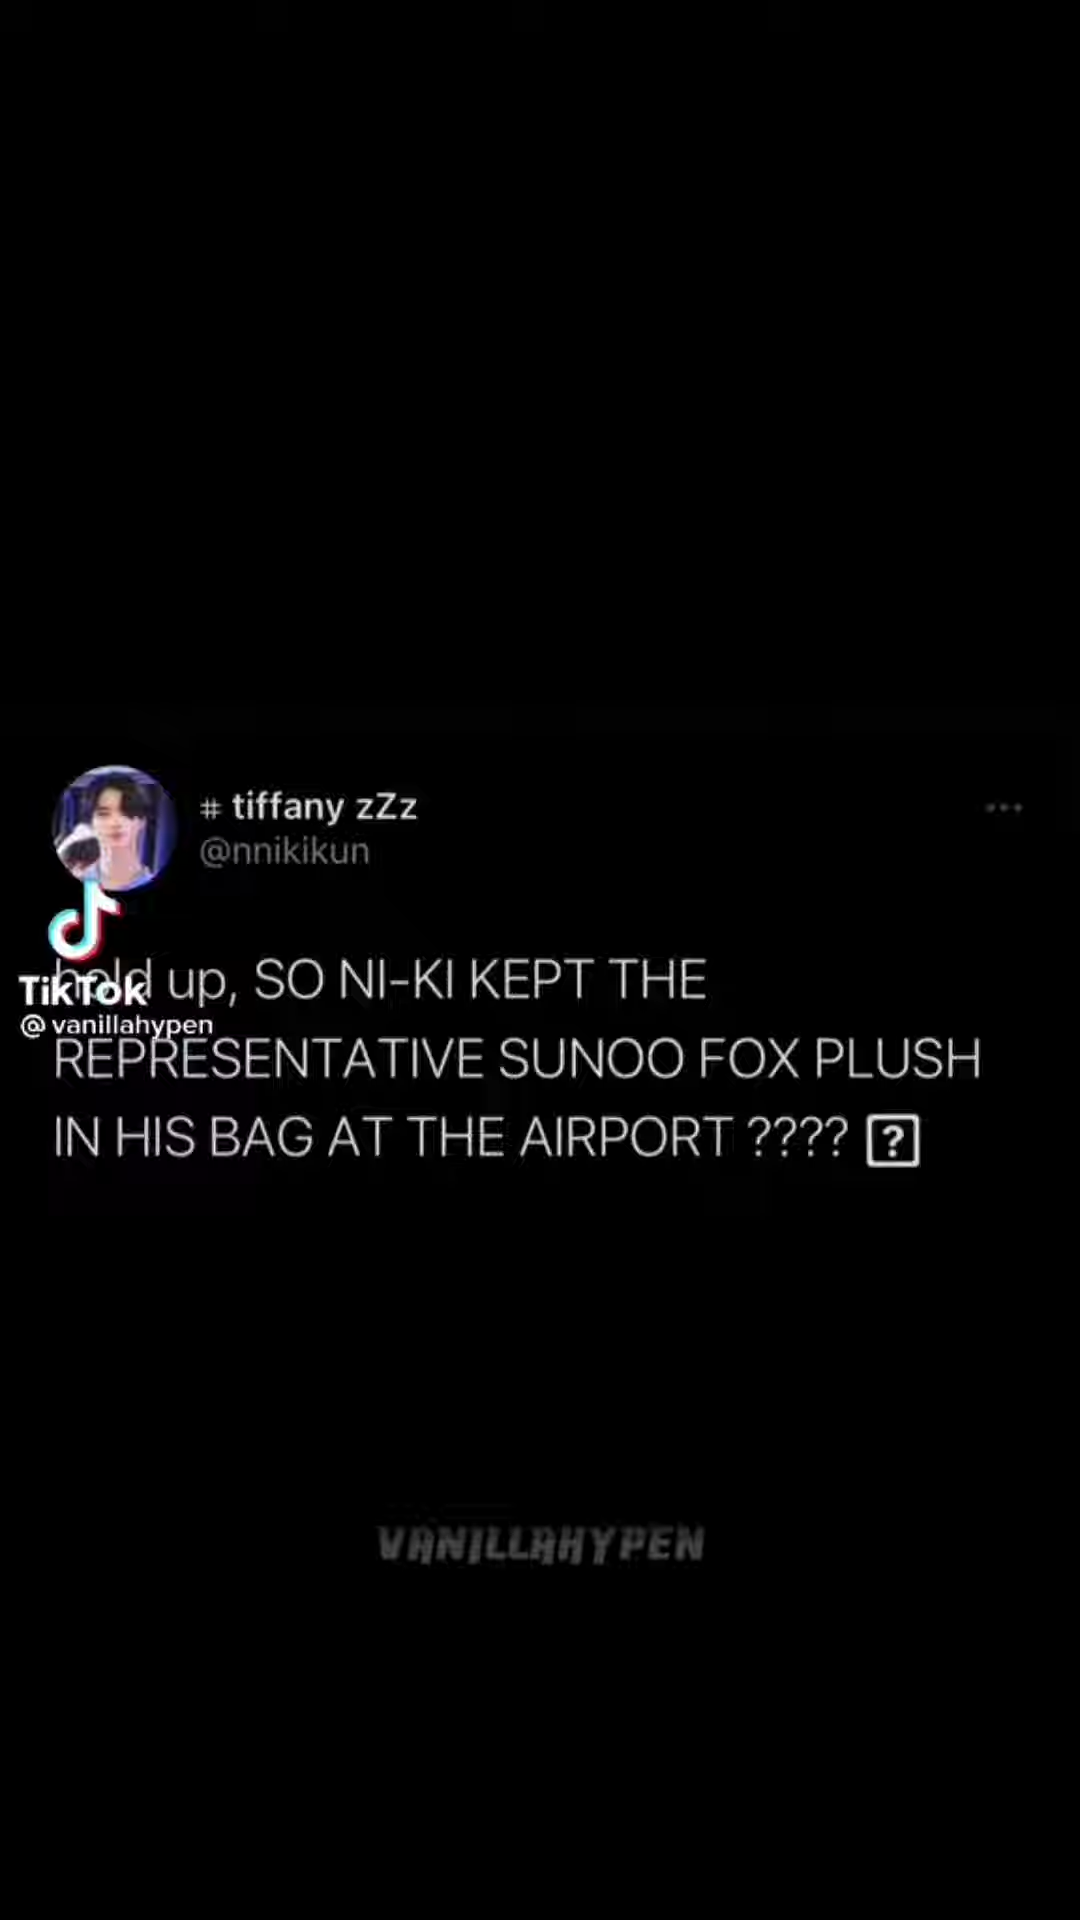 # tiffany zZz
@nnikikun
hold up, SO NI-KI KEPT THE
REPRESENTATIVE SUNOO FOX PLUSH
IN HIS BAG AT THE AIRPORT ???? ?
TikTok
@vanillahypen
VANILLAHYPEN